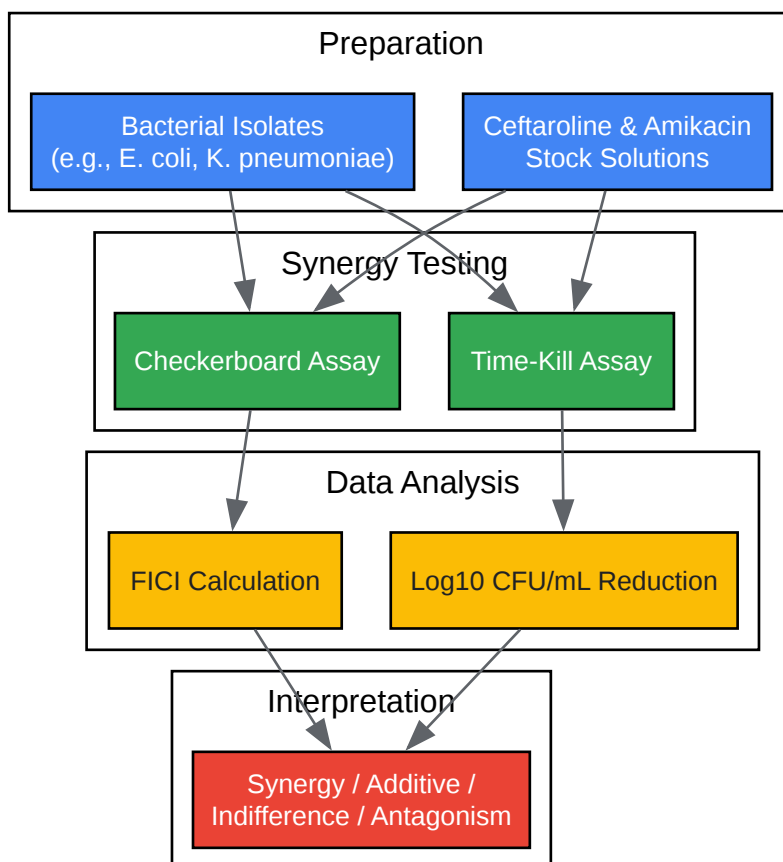 Preparation
Bacterial Isolates
(e.g., E. coli, K. pneumoniae)
Ceftaroline & Amikacin
Stock Solutions
Synergy Testing
Checkerboard Assay
Time-Kill Assay
Data Analysis
FICI Calculation
Log10 CFU/mL Reduction
Interpretation
Synergy / Additive /
Indifference / Antagonism